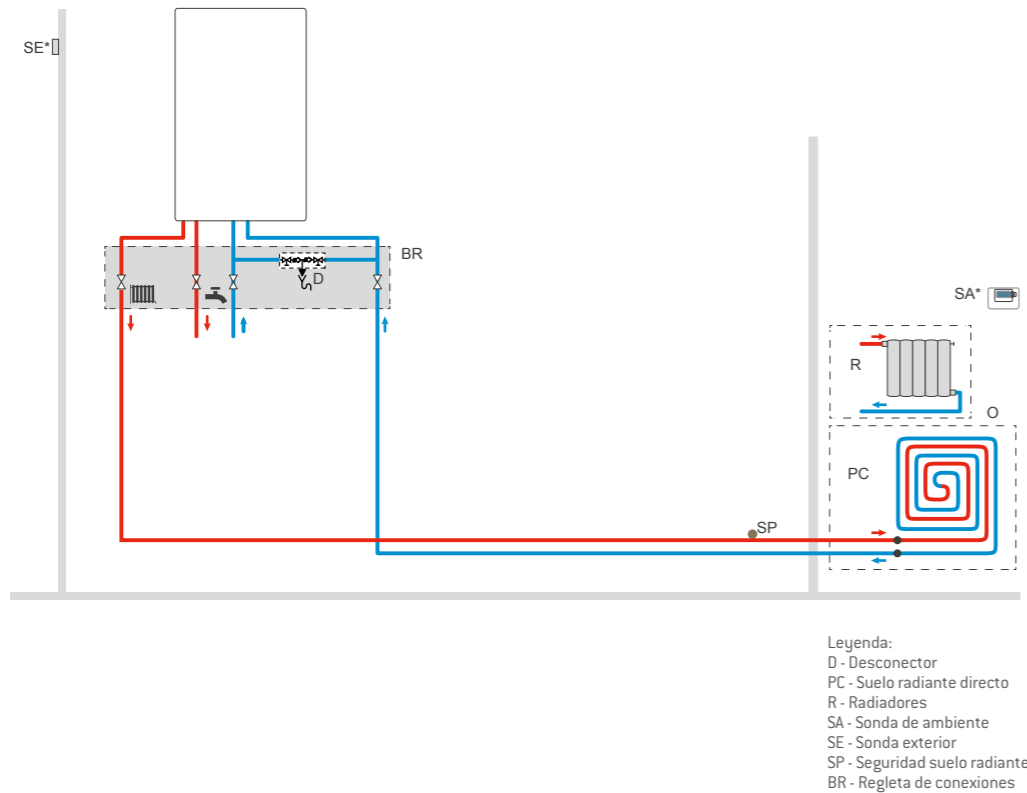 SE*
BR
D
SA*
R
O
PC
SP
Leyenda:
D - Desconector
PC - Suelo radiante directo
R - Radiadores
SA - Sonda de ambiente
SE - Sonda exterior
SP - Seguridad suelo radiante
BR - Regleta de conexiones